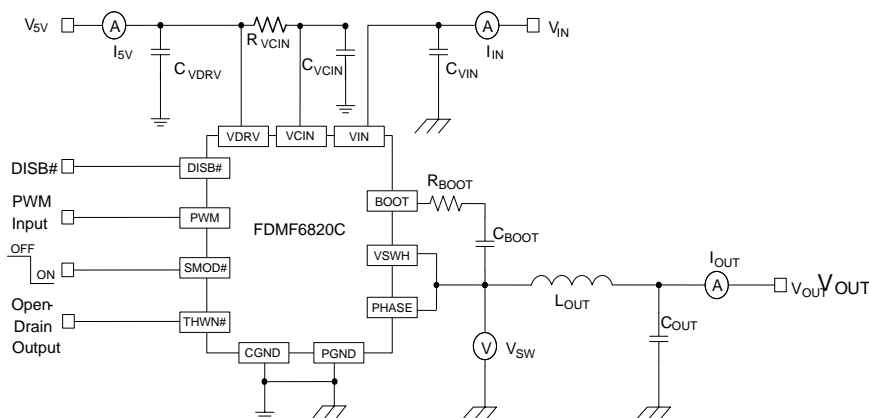 V5V
A
I5V
RVCIN
CVDRV
CVCIN
CVIN
A
IIN
VIN
VDRV
VCIN
VIN
DISB#
DISB#
PWM
Input
PWM
OFF
ON
SMOD#
Open-
Drain
Output
THWN#
FDMF6820C
BOOT
RBOOT
CBOOT
VSWH
PHASE
CGND
PGND
V
VSW
LOUT
IOUT
A
COUT
VOUT
VOUT